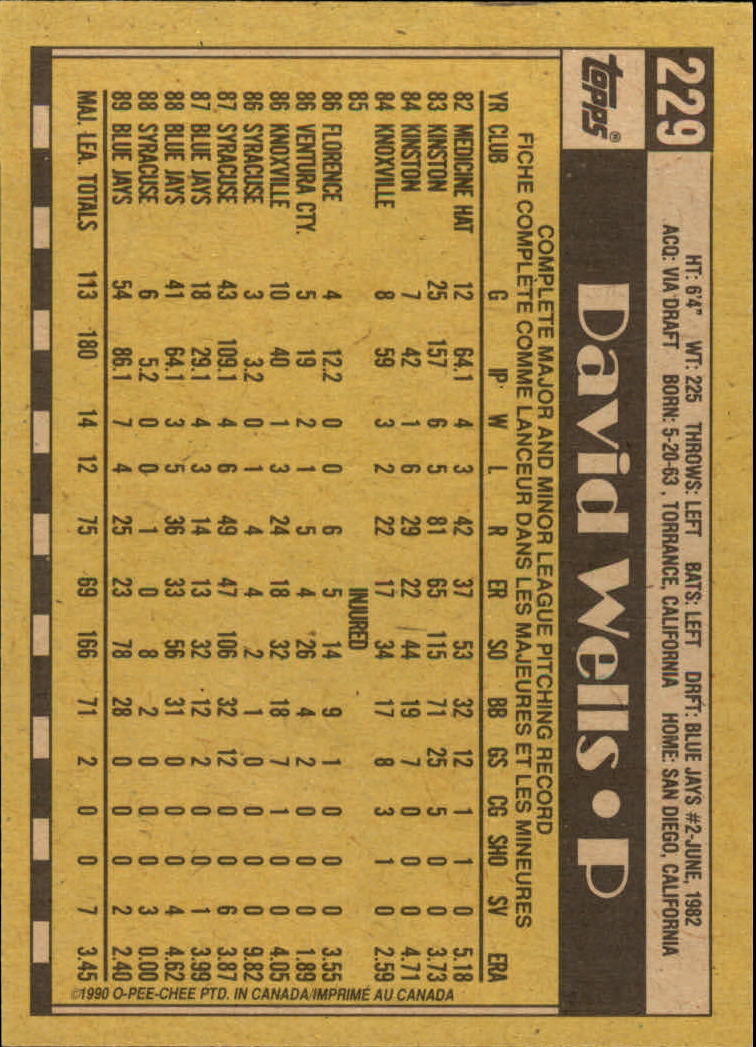 229
topps®
HT: 6'4" WT: 225 THROWS: LEFT BATS: LEFT DRFT: BLUE JAYS #2-JUNE, 1982
ACQ: VIA DRAFT BORN: 5-20-63, TORRANCE, CALIFORNIA HOME: SAN DIEGO, CALIFORNIA
David Wells • P
COMPLETE MAJOR AND MINOR LEAGUE PITCHING RECORD
FICHE COMPLÈTE COMME LANCEUR DANS LES MAJEURES ET LES MINEURES
YR CLUB G IP W L R ER SO BB GS CG SHO SV ERA
82 MEDICINE HAT 12 64.1 4 3 42 37 53 32 12 1 1 0 5.18
83 KINSTON 25 157 6 5 81 65 115 71 25 5 0 0 3.73
84 KINSTON 7 42 1 6 29 22 44 19 7 0 0 0 4.71
84 KNOXVILLE 8 59 3 2 22 17 34 17 8 3 1 0 2.59
85 INJURED
86 FLORENCE 4 12.2 0 0 6 5 14 9 1 0 0 0 3.55
86 VENTURA CTY. 5 19 2 1 5 4 26 4 2 0 0 0 1.89
86 KNOXVILLE 10 40 1 3 24 18 32 18 7 1 0 0 4.05
86 SYRACUSE 3 3.2 0 1 4 4 2 1 0 0 0 0 9.82
87 SYRACUSE 43 109.1 4 6 49 47 106 32 12 0 0 6 3.87
87 BLUE JAYS 18 29.1 4 3 14 13 32 12 2 0 0 1 3.99
88 BLUE JAYS 41 64.1 3 5 36 33 56 31 0 0 0 4 4.62
88 SYRACUSE 6 5.2 0 0 1 0 8 2 0 0 0 3 0.00
89 BLUE JAYS 54 86.1 7 4 25 23 78 28 0 0 0 2 2.40
MAJ. LEA. TOTALS 113 180 14 12 75 69 166 71 2 0 0 7 3.45
©1990 O-PEE-CHEE PTD. IN CANADA/IMPRIMÉ AU CANADA